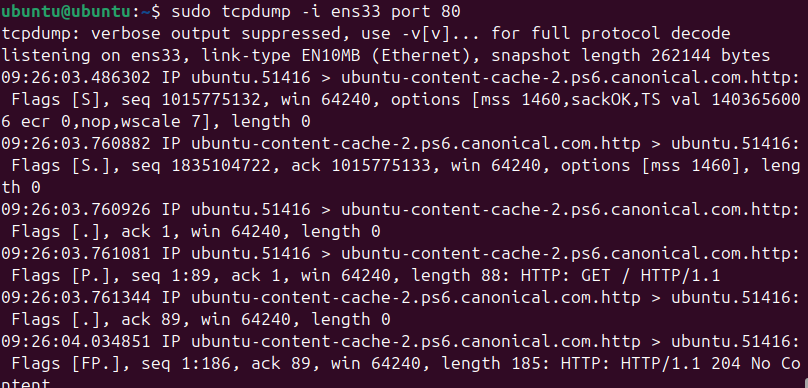 ubuntu@ubuntu:~$ sudo tcpdump -i ens33 port 80
tcpdump: verbose output suppressed, use -v[v]... for full protocol decode
listening on ens33, link-type EN10MB (Ethernet), snapshot length 262144 bytes
09:26:03.486302 IP ubuntu.51416 > ubuntu-content-cache-2.ps6.canonical.com.http:
 Flags [S], seq 1015775132, win 64240, options [mss 1460,sackOK,TS val 140365600
6 ecr 0,nop,wscale 7], length 0
09:26:03.760882 IP ubuntu-content-cache-2.ps6.canonical.com.http > ubuntu.51416:
 Flags [S.], seq 1835104722, ack 1015775133, win 64240, options [mss 1460], leng
th 0
09:26:03.760926 IP ubuntu.51416 > ubuntu-content-cache-2.ps6.canonical.com.http:
 Flags [.], ack 1, win 64240, length 0
09:26:03.761081 IP ubuntu.51416 > ubuntu-content-cache-2.ps6.canonical.com.http:
 Flags [P.], seq 1:89, ack 1, win 64240, length 88: HTTP: GET / HTTP/1.1
09:26:03.761344 IP ubuntu-content-cache-2.ps6.canonical.com.http > ubuntu.51416:
 Flags [.], ack 89, win 64240, length 0
09:26:04.034851 IP ubuntu-content-cache-2.ps6.canonical.com.http > ubuntu.51416:
 Flags [FP.], seq 1:186, ack 89, win 64240, length 185: HTTP: HTTP/1.1 204 No Co
ntent